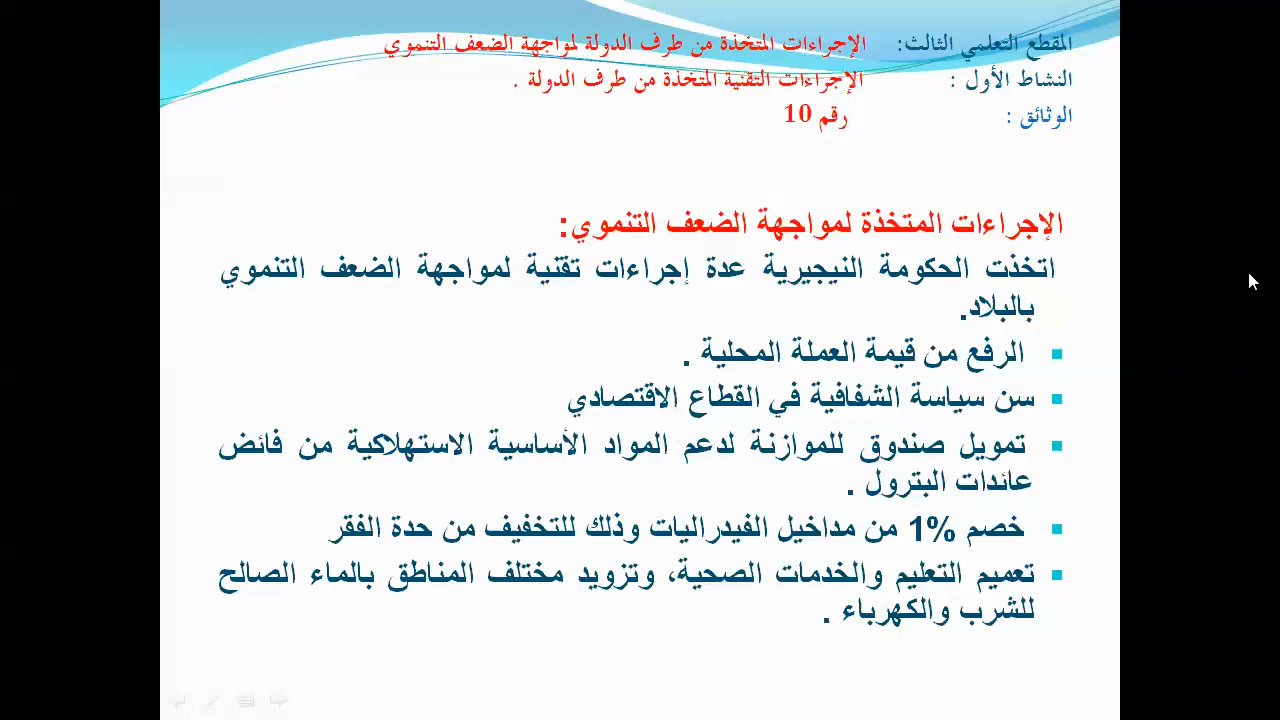 المقطع التعلمي الثالث: الإجراءات المتخذة من طرف الدولة لمواجهة الضعف التنموي
النشاط الأول : الإجراءات التقنية المتخذة من طرف الدولة .
الوثائق : رقم 10
الإجراءات المتخذة لمواجهة الضعف التنموي:
اتخذت الحكومة النيجيرية عدة إجراءات تقنية لمواجهة الضعف التنموي
بالبلاد.
الرفع من قيمة العملة المحلية .
سن سياسة الشفافية في القطاع الاقتصادي
تمويل صندوق للموازنة لدعم المواد الأساسية الاستهلاكية من فائض
عائدات البترول .
خصم 1% من مداخيل الفيدراليات وذلك للتخفيف من حدة الفقر
تعميم التعليم والخدمات الصحية، وتزويد مختلف المناطق بالماء الصالح
للشرب والكهرباء .